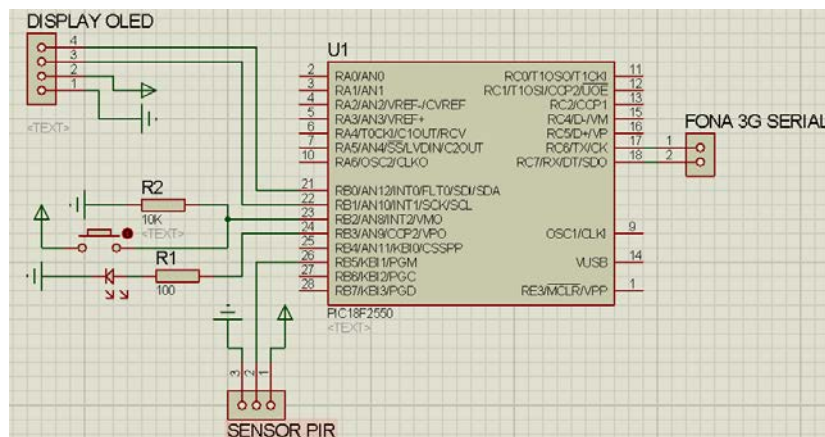 DISPLAY OLED
4
3
2
1
<TEXT>
U1
2 RA0/AN0
3 RA1/AN1
4 RA2/AN2/VREF-/CVREF
5 RA3/AN3/VREF+
6 RA4/T0CKI/C1OUT/RCV
7 RA5/AN4/SS/LVDIN/C2OUT
10 RA6/OSC2/CLKO
21 RB0/AN12/INT0/FLT0/SDI/SDA
22 RB1/AN10/INT1/SCK/SCL
23 RB2/AN8/INT2/VMO
24 RB3/AN9/CCP2/VPO
25 RB4/AN11/KBI0/CSSPP
26 RB5/KBI1/PGM
27 RB6/KBI2/PGC
28 RB7/KBI3/PGD
RC0/T1OSO/T1CKI 11
RC1/T1OSI/CCP2/UOE 12
RC2/CCP1 13
RC4/D-/VM 15
RC5/D+/VP 16
RC6/TX/CK 17
RC7/RX/DT/SDO 18
OSC1/CLKI 9
VUSB 14
RE3/MCLR/VPP 1
PIC18F2550
<TEXT>
FONA 3G SERIAL
1
2
R2
10K
<TEXT>
R1
100
3 2 1
SENSOR PIR